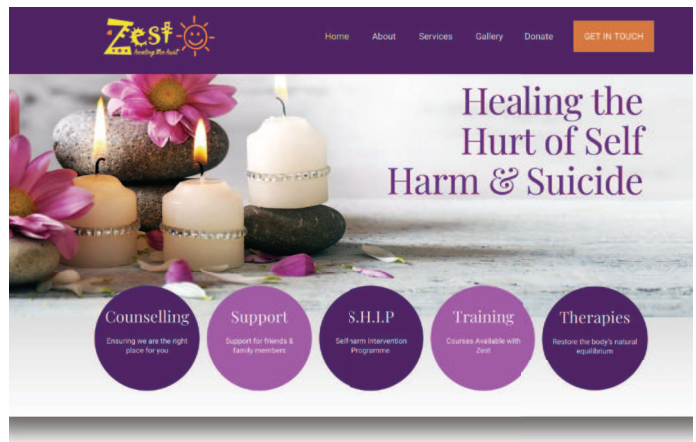 Zest
healing the hurt
Home About Services Gallery Donate GET IN TOUCH
Healing the
Hurt of Self
Harm & Suicide
Counselling
Ensuring we are the right
place for you
Support
Support for friends &
family members
S.H.I.P
Self-harm Intervention
Programme
Training
Courses Available with
Zest
Therapies
Restore the body's natural
equilibrium